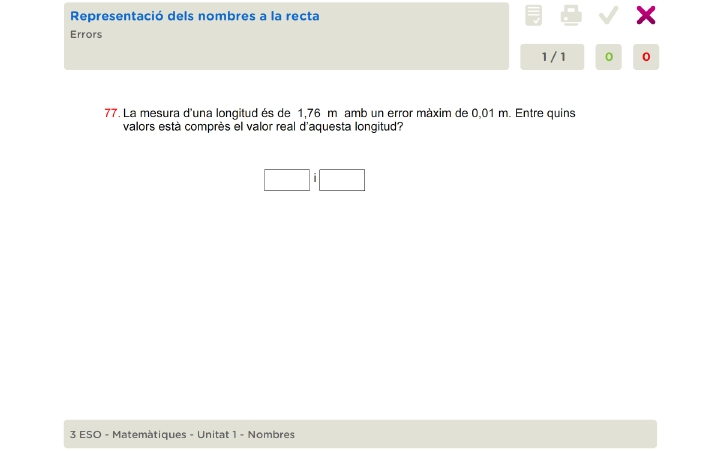 Representació dels nombres a la recta
Errors
1 / 1
0
0
77. La mesura d'una longitud és de 1,76 m amb un error màxim de 0,01 m. Entre quins
valors està comprès el valor real d'aquesta longitud?
i
3 ESO - Matemàtiques - Unitat 1 - Nombres